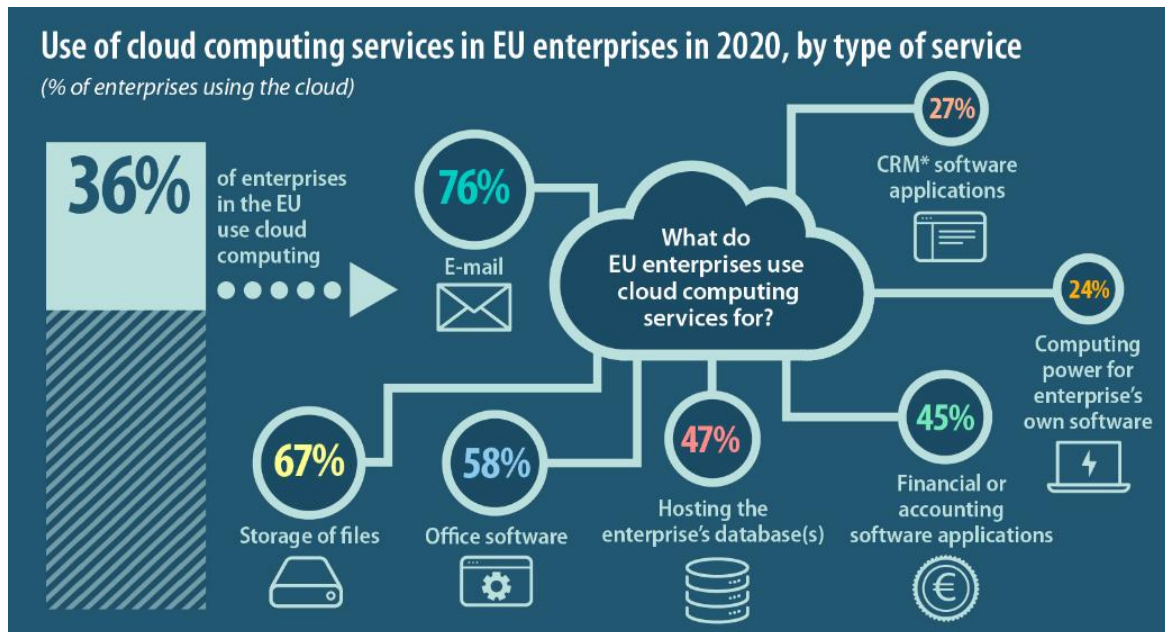 Use of cloud computing services in EU enterprises in 2020, by type of service
(% of enterprises using the cloud)
36%
of enterprises
in the EU
use cloud
computing
76%
E-mail
What do
EU enterprises use
cloud computing
services for?
27%
CRM* software
applications
24%
Computing
power for
enterprise's
own software
67%
Storage of files
58%
Office software
47%
Hosting the
enterprise's database(s)
45%
Financial or
accounting
software applications
€